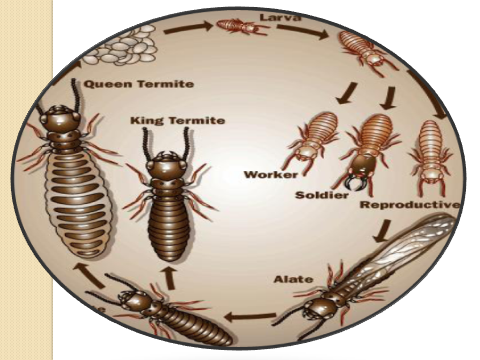 Larva
Queen Termite
King Termite
Worker
Soldier
Reproductive
Alate